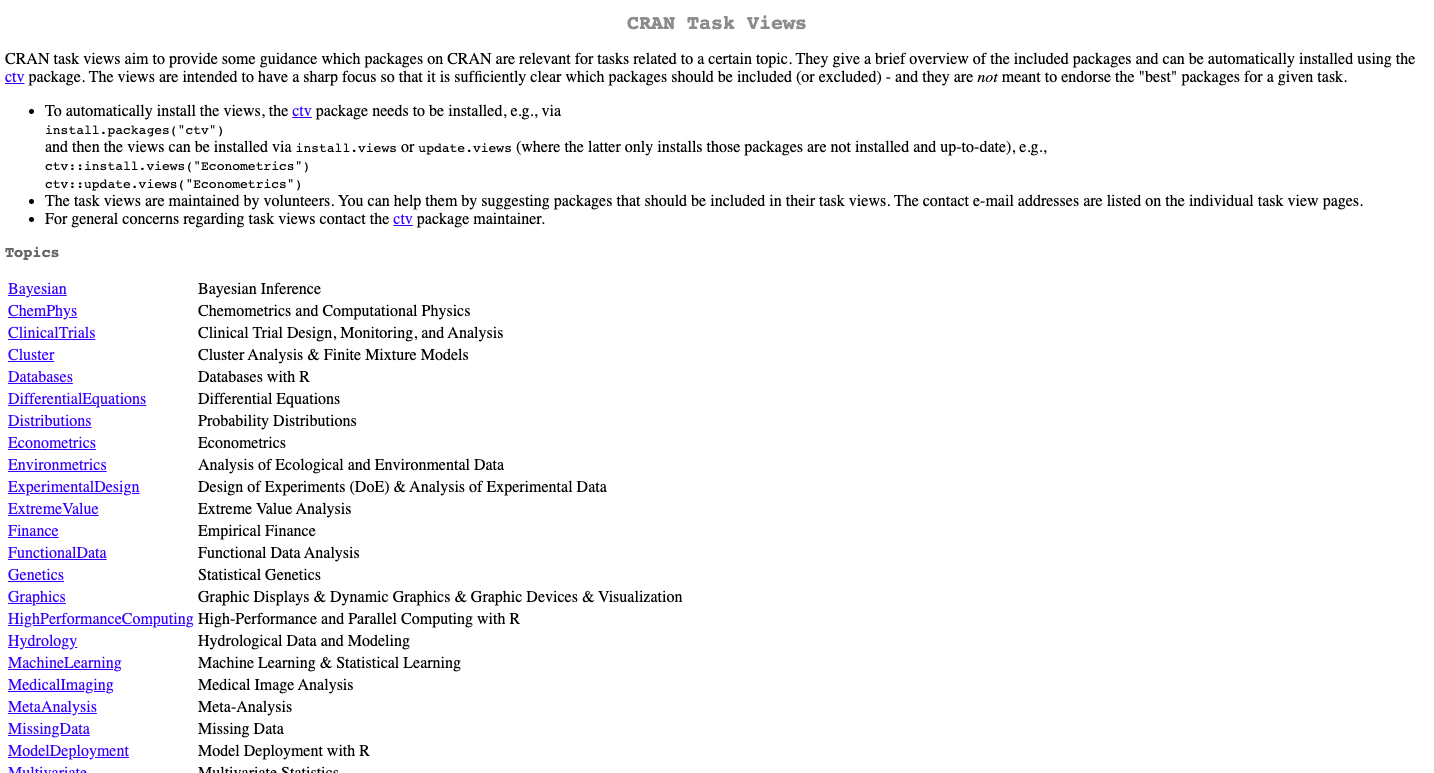 CRAN Task Views
CRAN task views aim to provide some guidance which packages on CRAN are relevant for tasks related to a certain topic. They give a brief overview of the included packages and can be automatically installed using the
ctv package. The views are intended to have a sharp focus so that it is sufficiently clear which packages should be included (or excluded) - and they are not meant to endorse the "best" packages for a given task.
• To automatically install the views, the ctv package needs to be installed, e.g., via
install.packages("ctv")
and then the views can be installed via install.views or update.views (where the latter only installs those packages are not installed and up-to-date), e.g.,
ctv::install.views("Econometrics")
ctv::update.views("Econometrics")
• The task views are maintained by volunteers. You can help them by suggesting packages that should be included in their task views. The contact e-mail addresses are listed on the individual task view pages.
• For general concerns regarding task views contact the ctv package maintainer.
Topics
Bayesian Bayesian Inference
ChemPhys Chemometrics and Computational Physics
ClinicalTrials Clinical Trial Design, Monitoring, and Analysis
Cluster Cluster Analysis & Finite Mixture Models
Databases Databases with R
DifferentialEquations Differential Equations
Distributions Probability Distributions
Econometrics Econometrics
Environmetrics Analysis of Ecological and Environmental Data
ExperimentalDesign Design of Experiments (DoE) & Analysis of Experimental Data
ExtremeValue Extreme Value Analysis
Finance Empirical Finance
FunctionalData Functional Data Analysis
Genetics Statistical Genetics
Graphics Graphic Displays & Dynamic Graphics & Graphic Devices & Visualization
HighPerformanceComputing High-Performance and Parallel Computing with R
Hydrology Hydrological Data and Modeling
MachineLearning Machine Learning & Statistical Learning
MedicalImaging Medical Image Analysis
MetaAnalysis Meta-Analysis
MissingData Missing Data
ModelDeployment Model Deployment with R
Multivariate Multivariate Statistics